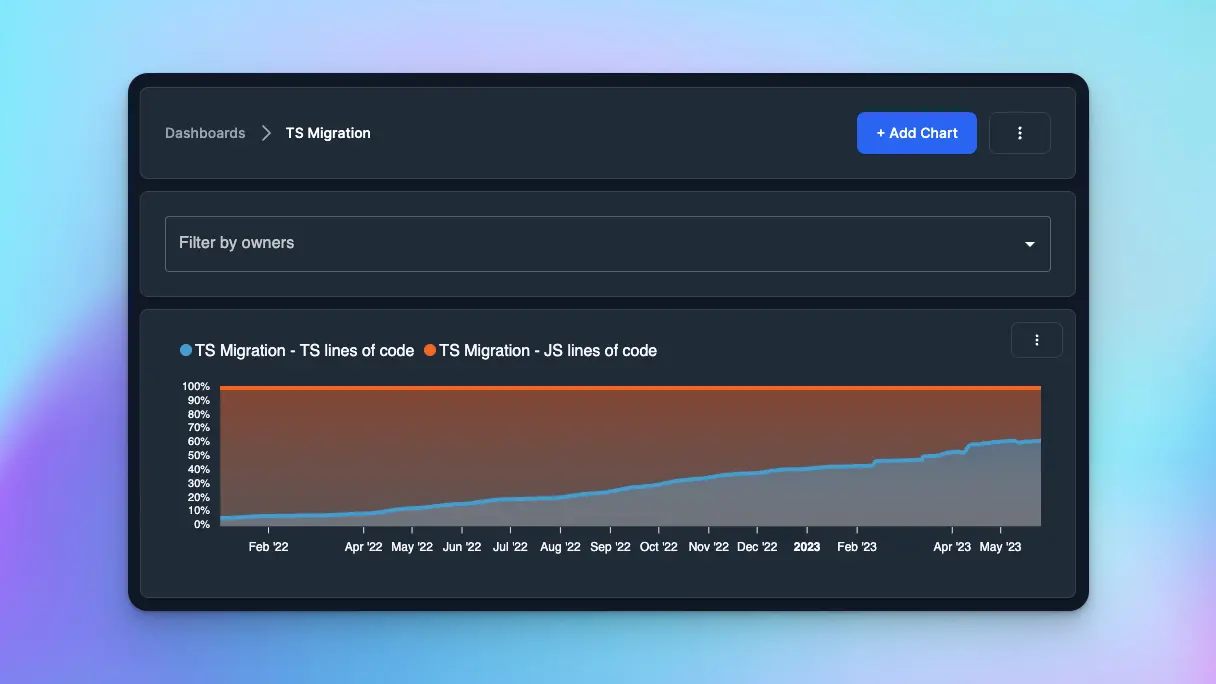 Dashboards > TS Migration
+ Add Chart
Filter by owners
TS Migration - TS lines of code TS Migration - JS lines of code
100%
90%
80%
70%
60%
50%
40%
30%
20%
10%
0%
Feb '22 Apr '22 May '22 Jun '22 Jul '22 Aug '22 Sep '22 Oct '22 Nov '22 Dec '22 2023 Feb '23 Apr '23 May '23